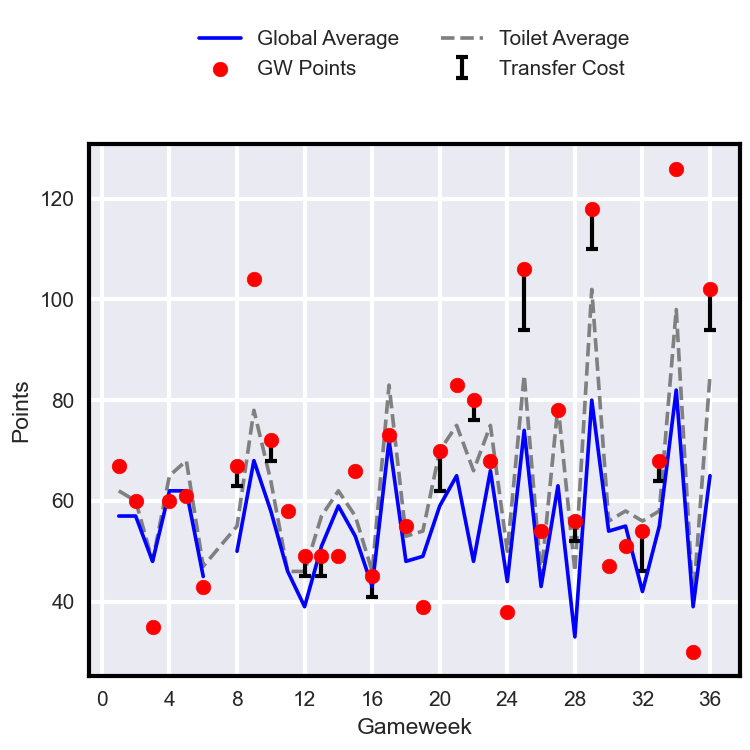 Global Average
Toilet Average
GW Points
Transfer Cost
120
100
80
60
40
Points
0 4 8 12 16 20 24 28 32 36
Gameweek